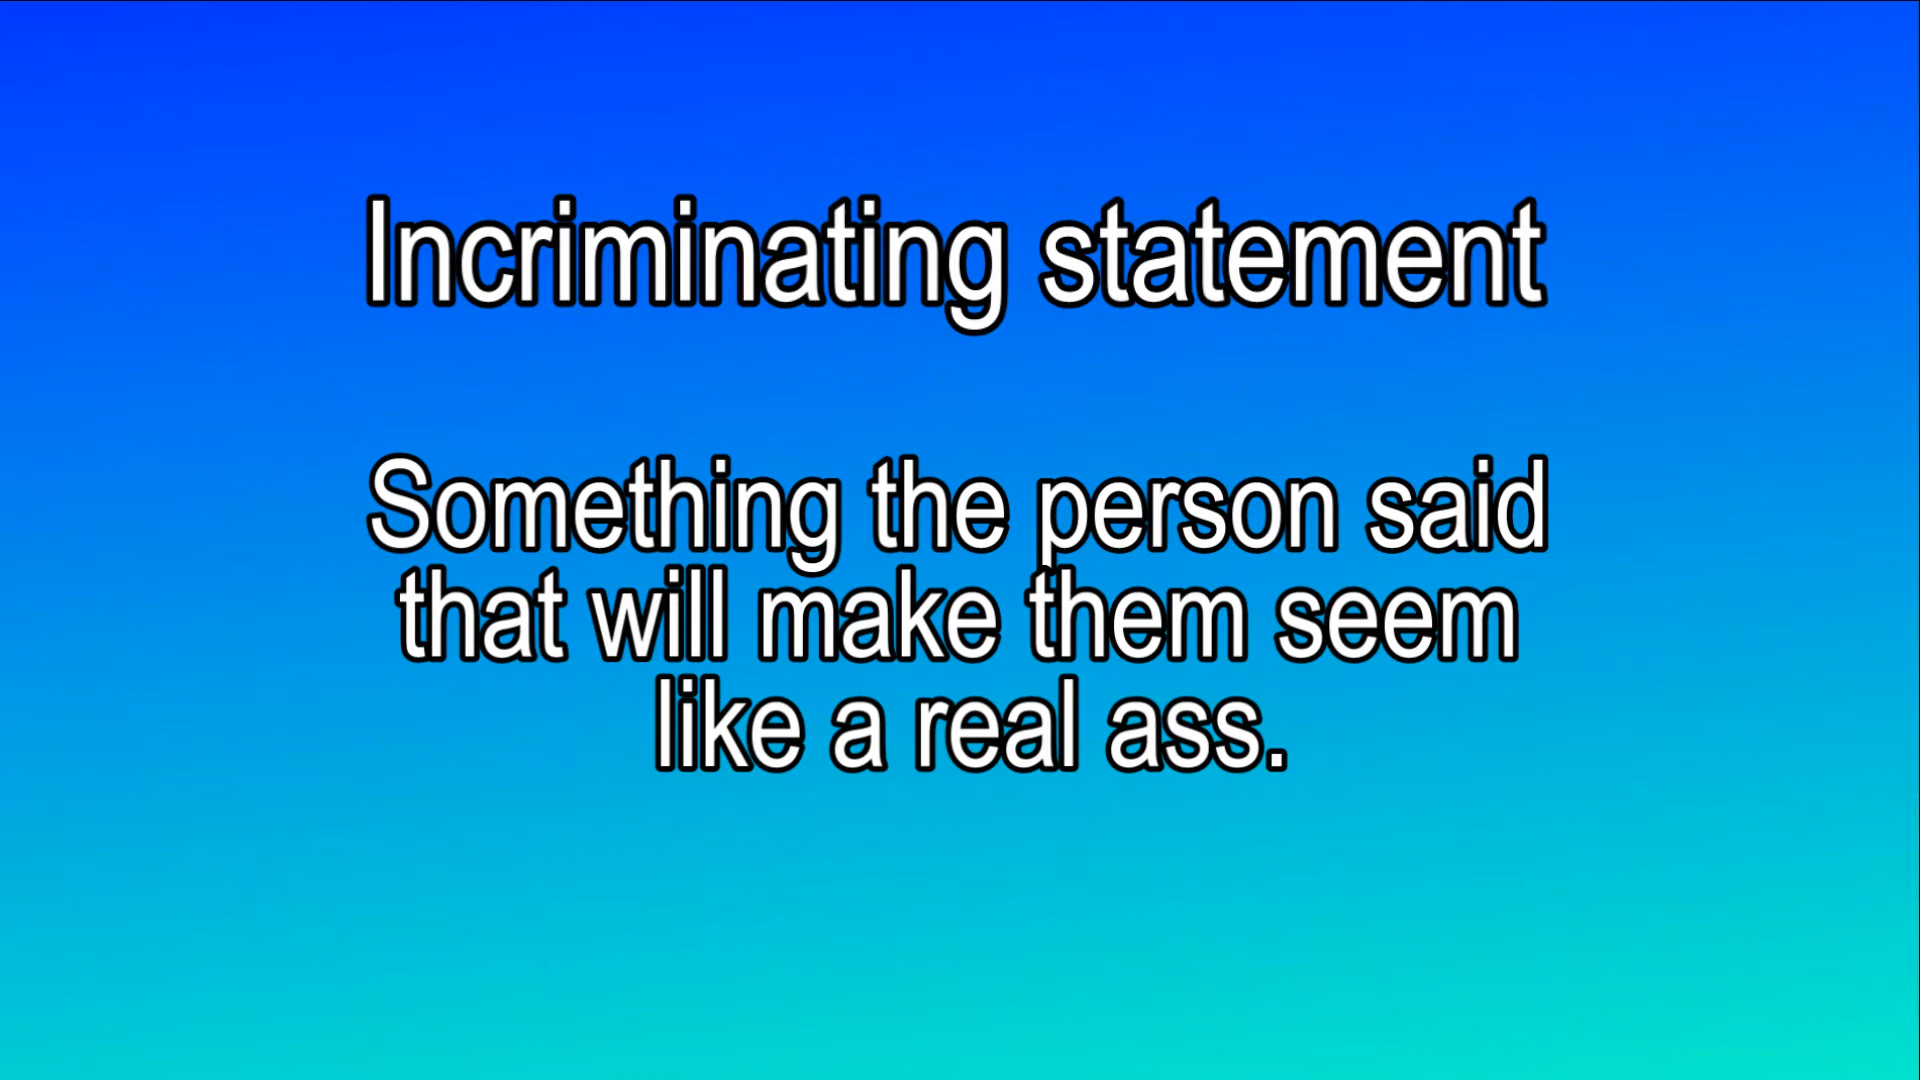 Incriminating statement
Something the person said
that will make them seem
like a real ass.